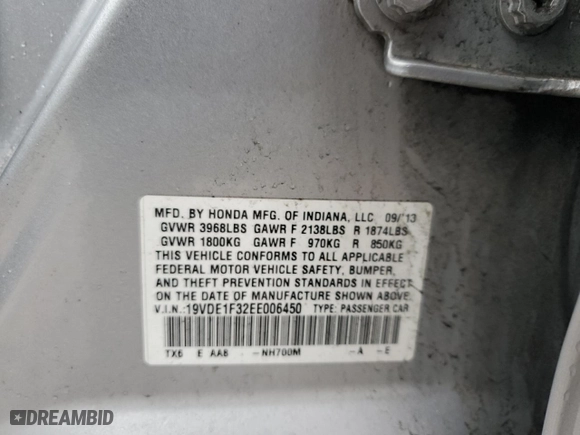 MFD. BY HONDA MFG. OF INDIANA, LLC 09/13
GVWR 3968LBS GAWR F 2138LBS R 1874LBS
GVWR 1800KG GAWR F 970KG R 850KG
THIS VEHICLE CONFORMS TO ALL APPLICABLE
FEDERAL MOTOR VEHICLE SAFETY, BUMPER,
AND THEFT PREVENTION STANDARDS IN EFFECT
ON THE DATE OF MANUFACTURE SHOWN ABOVE.
V.I.N.: 19VDE1F32EE006450 TYPE: PASSENGER CAR
TX6 E AAB - NH700M - A - E
DREAMBID